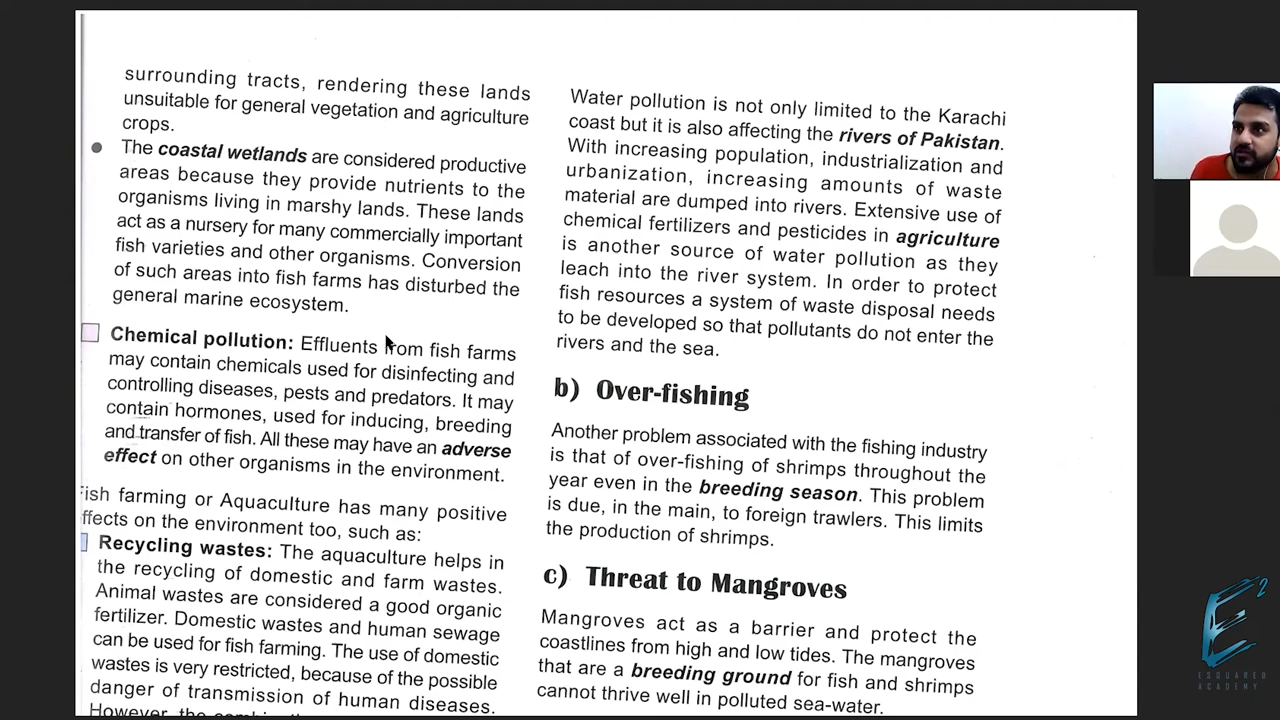 surrounding tracts, rendering these lands
unsuitable for general vegetation and agriculture
crops.
The coastal wetlands are considered productive
areas because they provide nutrients to the
organisms living in marshy lands. These lands
act as a nursery for many commercially important
fish varieties and other organisms. Conversion
of such areas into fish farms has disturbed the
general marine ecosystem.
Chemical pollution: Effluents from fish farms
may contain chemicals used for disinfecting and
controlling diseases, pests and predators. It may
contain hormones, used for inducing, breeding
and transfer of fish. All these may have an adverse
effect on other organisms in the environment.
Fish farming or Aquaculture has many positive
effects on the environment too, such as:
Recycling wastes: The aquaculture helps in
the recycling of domestic and farm wastes.
Animal wastes are considered a good organic
fertilizer. Domestic wastes and human sewage
can be used for fish farming. The use of domestic
wastes is very restricted, because of the possible
danger of transmission of human diseases.
However, the
Water pollution is not only limited to the Karachi
coast but it is also affecting the rivers of Pakistan.
With increasing population, industrialization and
urbanization, increasing amounts of waste
material are dumped into rivers. Extensive use of
chemical fertilizers and pesticides in agriculture
is another source of water pollution as they
leach into the river system. In order to protect
fish resources a system of waste disposal needs
to be developed so that pollutants do not enter the
rivers and the sea.
b) Over-fishing
Another problem associated with the fishing industry
is that of over-fishing of shrimps throughout the
year even in the breeding season. This problem
is due, in the main, to foreign trawlers. This limits
the production of shrimps.
c) Threat to Mangroves
Mangroves act as a barrier and protect the
coastlines from high and low tides. The mangroves
that are a breeding ground for fish and shrimps
cannot thrive well in polluted sea-water.
E2
ESQUARED
ACADEMY